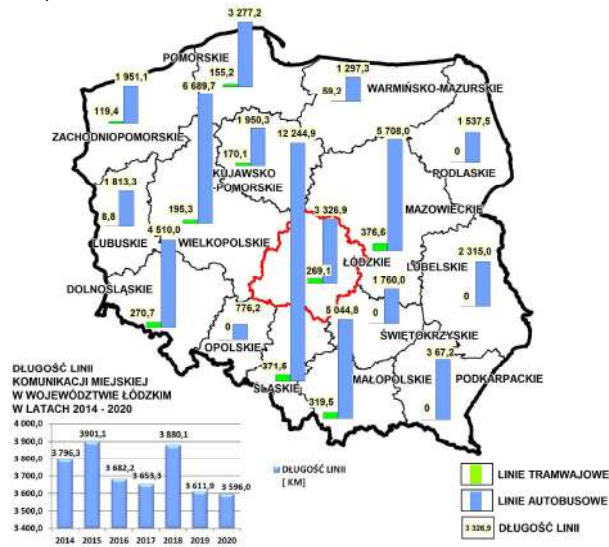 3 277,2
POMORSKIE
155,2
1 951,1
119,4
ZACHODNIOPOMORSKIE
6 689,7
195,3
WIELKOPOLSKIE
1 297,3
59,2
WARMIŃSKO-MAZURSKIE
1 950,3
170,1
KUJAWSKO
-POMORSKIE
12 244,9
371,5
ŚLĄSKIE
5 708,0
376,6
MAZOWIECKIE
1 537,5
0
PODLASKIE
1 813,3
8,8
LUBUSKIE
4 510,0
270,7
DOLNOŚLĄSKIE
3 326,9
269,1
ŁÓDZKIE
2 315,0
0
LUBELSKIE
1 760,0
0
ŚWIĘTOKRZYSKIE
776,2
0
OPOLSKIE
5 044,8
319,5
MAŁOPOLSKIE
3 67,2
0
PODKARPACKIE
DŁUGOŚĆ LINII
KOMUNIKACJI MIEJSKIEJ
W WOJEWÓDZTWIE ŁÓDZKIM
W LATACH 2014 - 2020
4 000,0
3 900,0
3 800,0
3 700,0
3 600,0
3 500,0
3 400,0
3 796,3
3901,1
3 682,2
3 653,3
3 880,1
3 611,9
3 596,0
2014 2015 2016 2017 2018 2019 2020
DŁUGOŚĆ LINII
[ KM]
LINIE TRAMWAJOWE
LINIE AUTOBUSOWE
3 326,9 DŁUGOŚĆ LINII